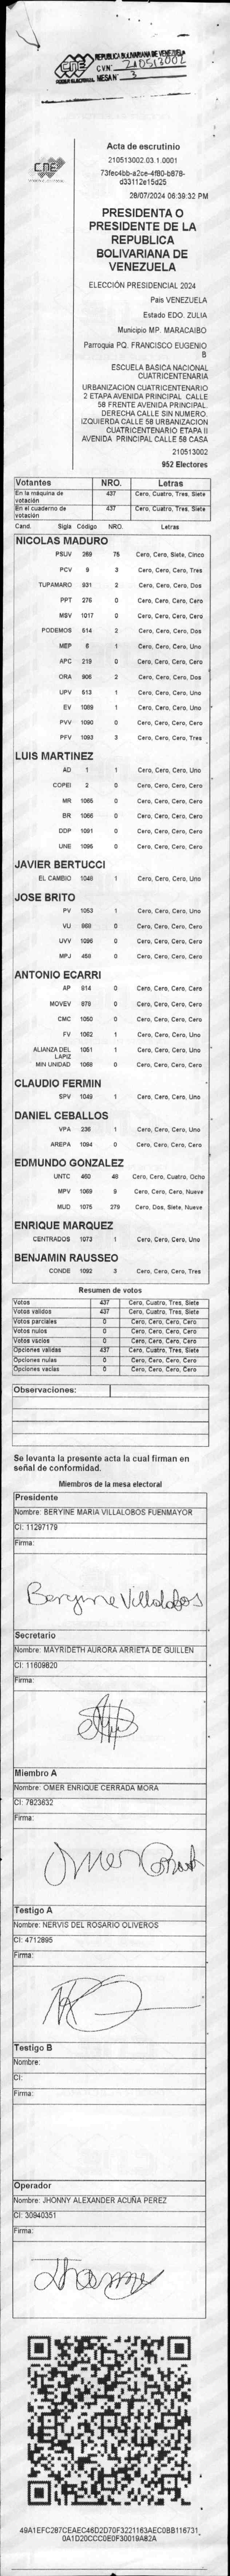 CNE
PODER ELECTORAL
REPUBLICA BOLIVARIANA DE VENEZUELA
CVN° 210513002
MESA N° 3
CNE
Acta de escrutinio
210513002.03.1.0001
73fec4bb-a2ce-4f80-b878-
d33112e15d25
28/07/2024 06:39:32 PM
PRESIDENTA O
PRESIDENTE DE LA
REPUBLICA
BOLIVARIANA DE
VENEZUELA
ELECCIÓN PRESIDENCIAL 2024
País VENEZUELA
Estado EDO. ZULIA
Municipio MP. MARACAIBO
Parroquia PQ. FRANCISCO EUGENIO
B
ESCUELA BASICA NACIONAL
CUATRICENTENARIA
URBANIZACION CUATRICENTENARIO
2 ETAPA AVENIDA PRINCIPAL CALLE
58 FRENTE AVENIDA PRINCIPAL.
DERECHA CALLE SIN NUMERO.
IZQUIERDA CALLE 58 URBANIZACION
CUATRICENTENARIO ETAPA II
AVENIDA PRINCIPAL CALLE 58 CASA
210513002
952 Electores
Votantes NRO. Letras
En la máquina de votación 437 Cero, Cuatro, Tres, Siete
En el cuaderno de votación 437 Cero, Cuatro, Tres, Siete
Cand. Sigla Código NRO. Letras
NICOLAS MADURO
PSUV 269 75 Cero, Cero, Siete, Cinco
PCV 9 3 Cero, Cero, Cero, Tres
TUPAMARO 931 2 Cero, Cero, Cero, Dos
PPT 276 0 Cero, Cero, Cero, Cero
MSV 1017 0 Cero, Cero, Cero, Cero
PODEMOS 514 2 Cero, Cero, Cero, Dos
MEP 6 1 Cero, Cero, Cero, Uno
APC 219 0 Cero, Cero, Cero, Cero
ORA 906 2 Cero, Cero, Cero, Dos
UPV 513 1 Cero, Cero, Cero, Uno
EV 1089 1 Cero, Cero, Cero, Uno
PVV 1090 0 Cero, Cero, Cero, Cero
PFV 1093 3 Cero, Cero, Cero, Tres
LUIS MARTINEZ
AD 1 1 Cero, Cero, Cero, Uno
COPEI 2 0 Cero, Cero, Cero, Cero
MR 1065 0 Cero, Cero, Cero, Cero
BR 1066 0 Cero, Cero, Cero, Cero
DDP 1091 0 Cero, Cero, Cero, Cero
UNE 1095 0 Cero, Cero, Cero, Cero
JAVIER BERTUCCI
EL CAMBIO 1048 1 Cero, Cero, Cero, Uno
JOSE BRITO
PV 1053 1 Cero, Cero, Cero, Uno
VU 868 0 Cero, Cero, Cero, Cero
UVV 1096 0 Cero, Cero, Cero, Cero
MPJ 458 0 Cero, Cero, Cero, Cero
ANTONIO ECARRI
AP 914 0 Cero, Cero, Cero, Cero
MOVEV 678 0 Cero, Cero, Cero, Cero
CMC 1050 0 Cero, Cero, Cero, Cero
FV 1062 1 Cero, Cero, Cero, Uno
ALIANZA DEL LAPIZ 1051 1 Cero, Cero, Cero, Uno
MIN UNIDAD 1068 0 Cero, Cero, Cero, Cero
CLAUDIO FERMIN
SPV 1049 1 Cero, Cero, Cero, Uno
DANIEL CEBALLOS
VPA 236 1 Cero, Cero, Cero, Uno
AREPA 1094 0 Cero, Cero, Cero, Cero
EDMUNDO GONZALEZ
UNTC 460 48 Cero, Cero, Cuatro, Ocho
MPV 1069 9 Cero, Cero, Cero, Nueve
MUD 1075 279 Cero, Dos, Siete, Nueve
ENRIQUE MARQUEZ
CENTRADOS 1073 1 Cero, Cero, Cero, Uno
BENJAMIN RAUSSEO
CONDE 1092 3 Cero, Cero, Cero, Tres
Resumen de votos
Votos 437 Cero, Cuatro, Tres, Siete
Votos validos 437 Cero, Cuatro, Tres, Siete
Votos parciales 0 Cero, Cero, Cero, Cero
Votos nulos 0 Cero, Cero, Cero, Cero
Votos vacíos 0 Cero, Cero, Cero, Cero
Opciones validas 437 Cero, Cuatro, Tres, Siete
Opciones nulas 0 Cero, Cero, Cero, Cero
Opciones vacías 0 Cero, Cero, Cero, Cero
Observaciones:
Se levanta la presente acta la cual firman en
señal de conformidad.
Miembros de la mesa electoral
Presidente
Nombre: BERYINE MARIA VILLALOBOS FUENMAYOR
CI: 11297179
Firma:
Beryine Villalobos
Secretario
Nombre: MAYRIDETH AURORA ARRIETA DE GUILLEN
CI: 11609820
Firma:
Miembro A
Nombre: OMER ENRIQUE CERRADA MORA
CI: 7823632
Firma:
Testigo A
Nombre: NERVIS DEL ROSARIO OLIVEROS
CI: 4712895
Firma:
Testigo B
Nombre:
CI:
Firma:
Operador
Nombre: JHONNY ALEXANDER ACUÑA PEREZ
CI: 30940351
Firma:
Jhonny
49A1EFC287CEAEC46D2D70F3221163AEC0BB116731
0A1D20CCC0E0F30019A82A